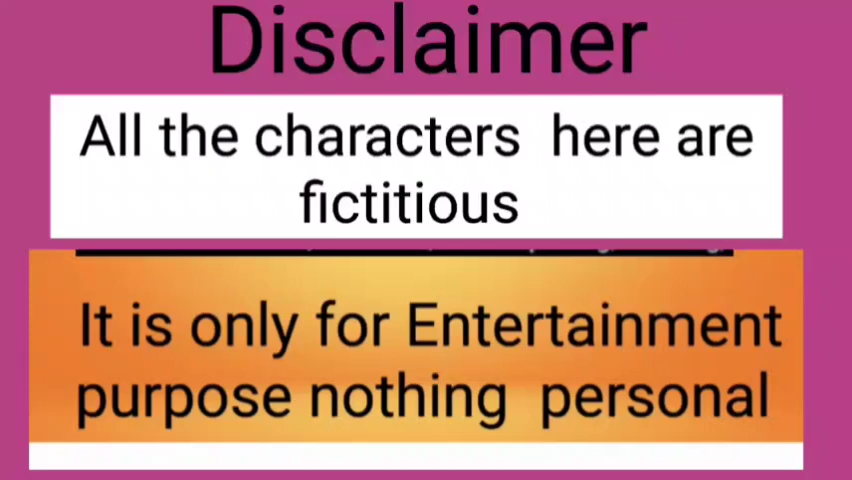 Disclaimer
All the characters here are
fictitious
It is only for Entertainment
purpose nothing personal